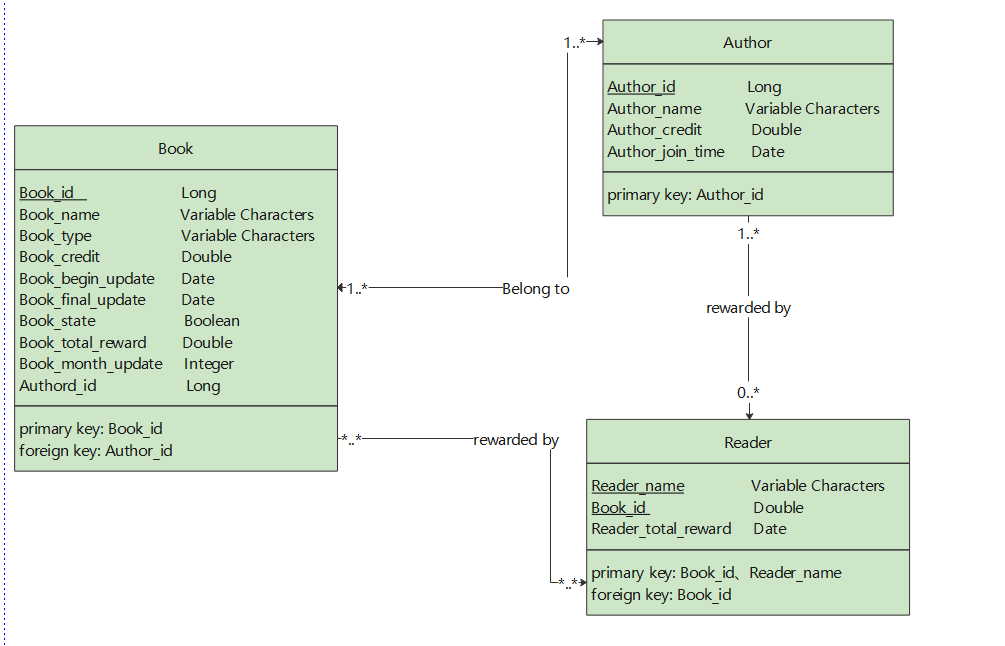 Book
Book_id Long
Book_name Variable Characters
Book_type Variable Characters
Book_credit Double
Book_begin_update Date
Book_final_update Date
Book_state Boolean
Book_total_reward Double
Book_month_update Integer
Authord_id Long
primary key: Book_id
foreign key: Author_id
1..*
Belong to
1..*
Author
Author_id Long
Author_name Variable Characters
Author_credit Double
Author_join_time Date
primary key: Author_id
1..*
rewarded by
0..*
*..*
rewarded by
*..*
Reader
Reader_name Variable Characters
Book_id Double
Reader_total_reward Date
primary key: Book_id、Reader_name
foreign key: Book_id